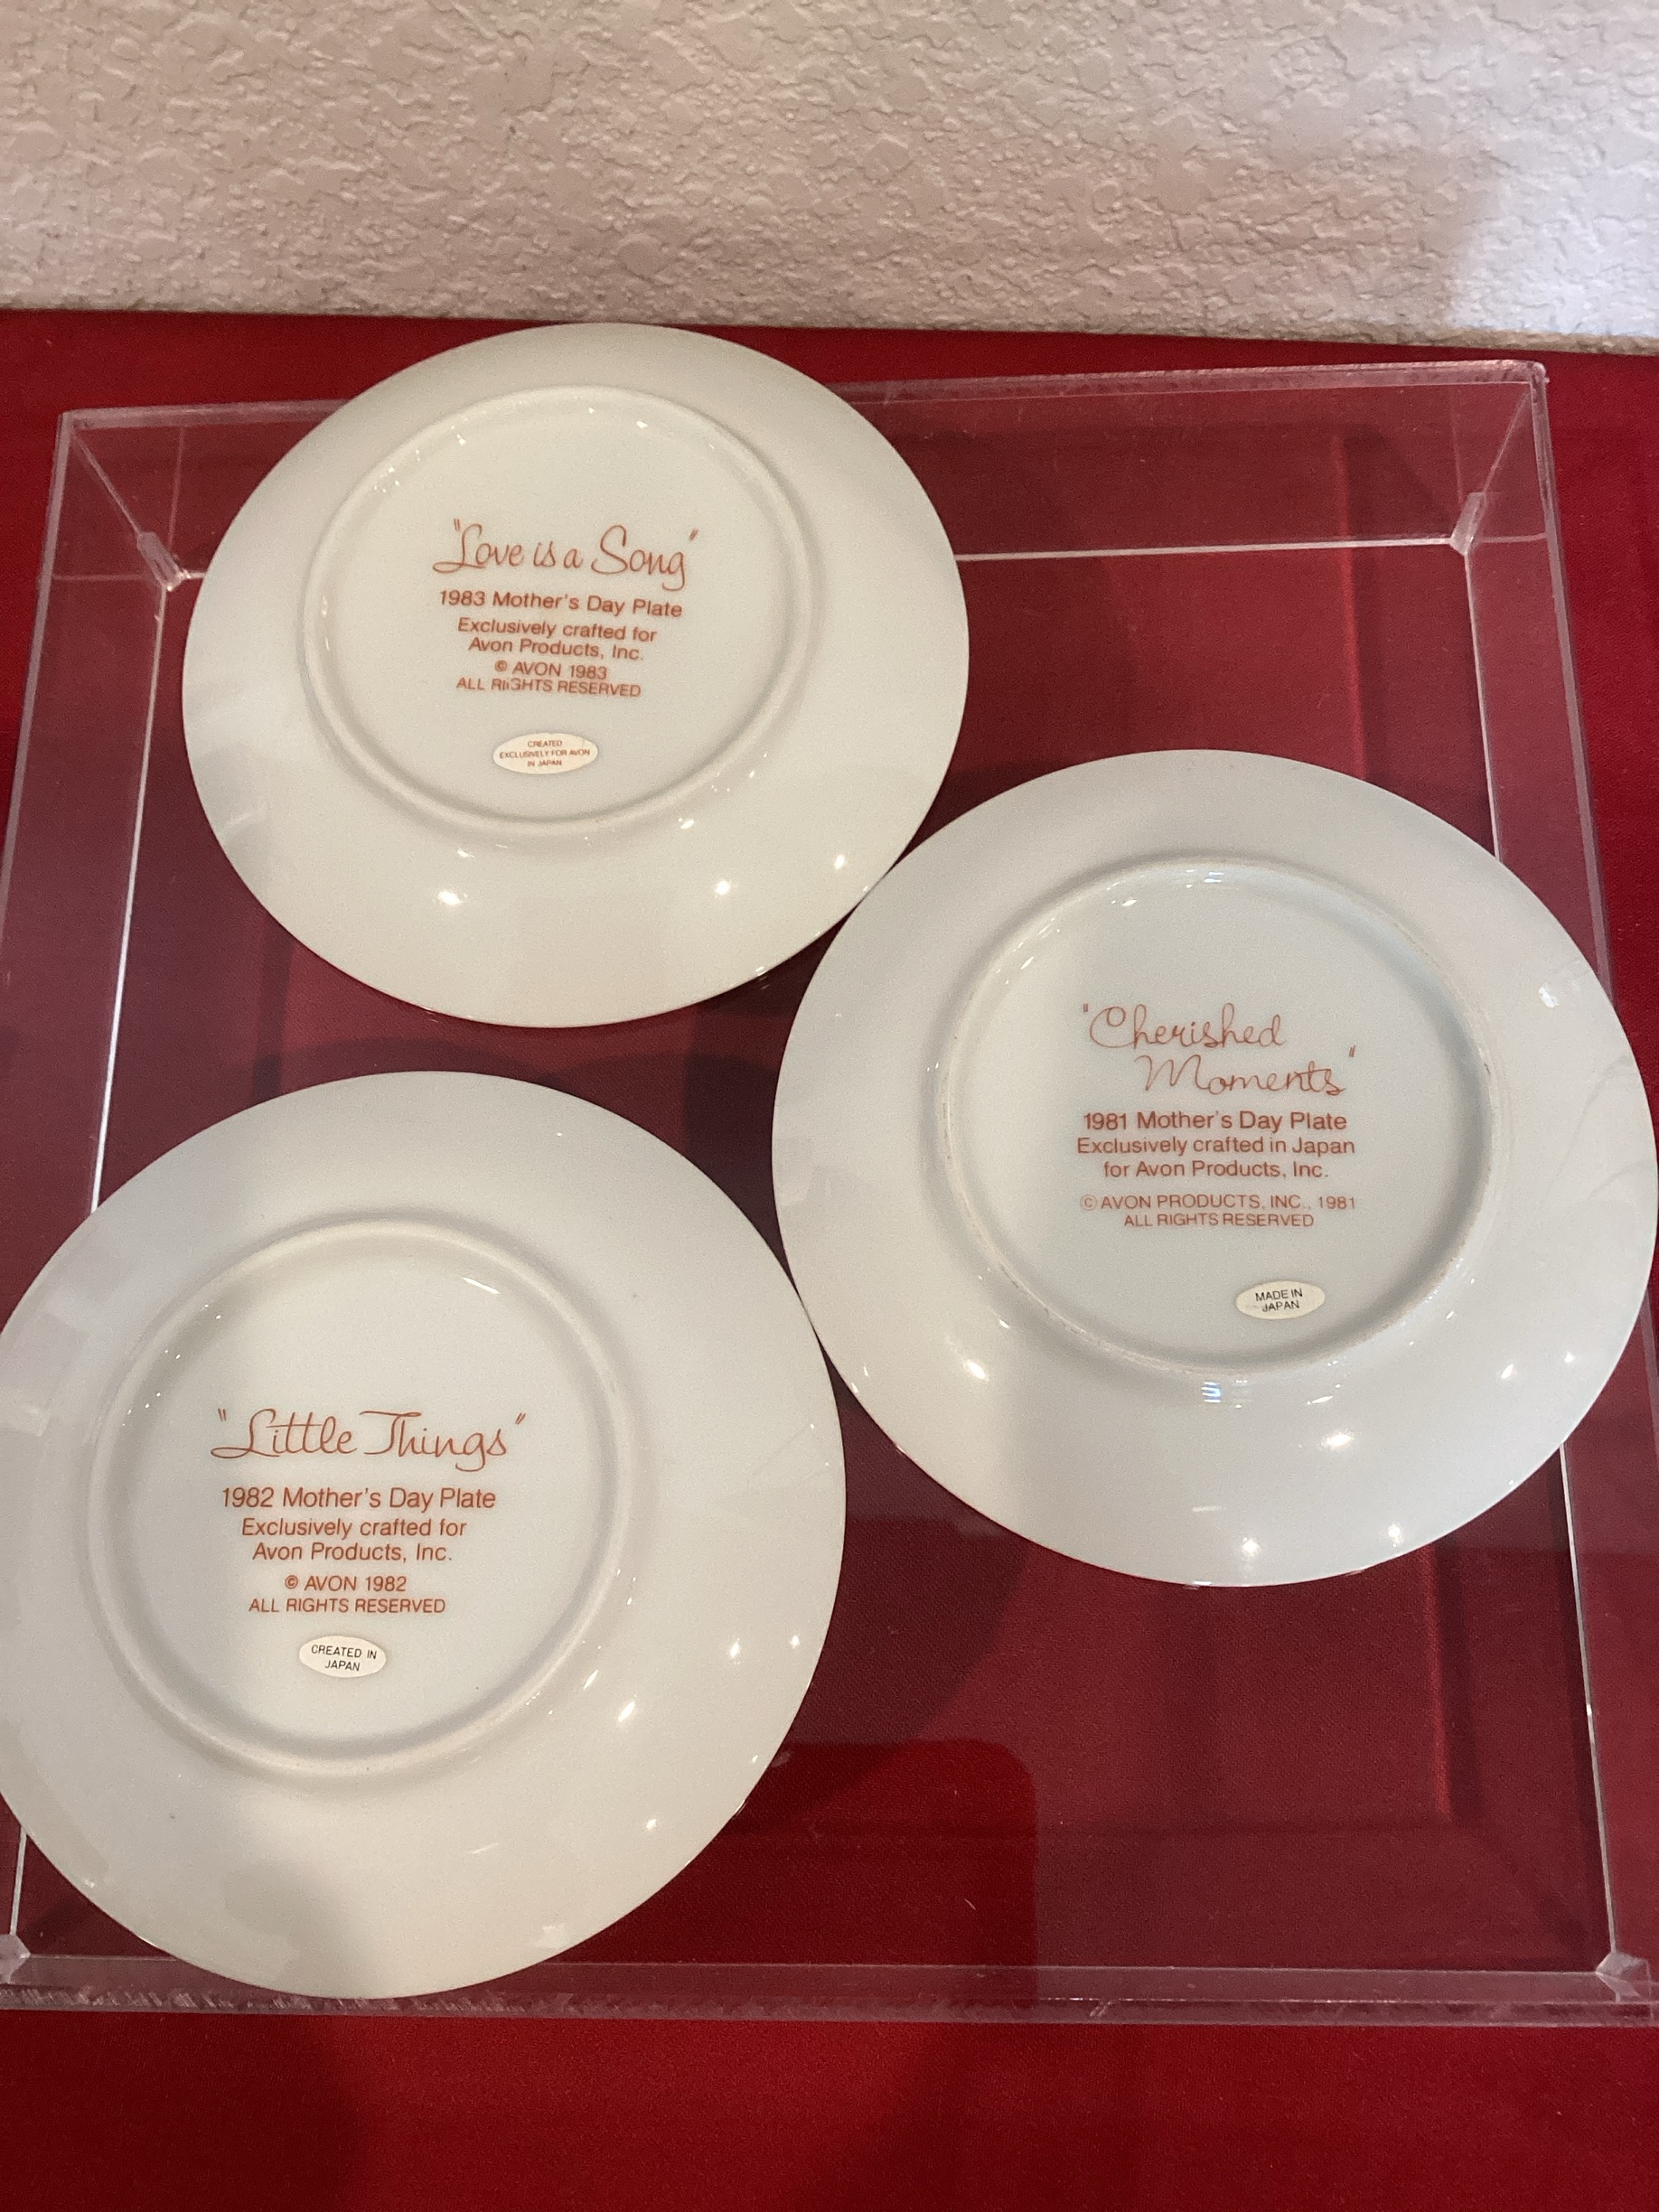 "Love is a Song"
1983 Mother's Day Plate
Exclusively crafted for
Avon Products, Inc.
© AVON 1983
ALL RIGHTS RESERVED
CREATED
EXCLUSIVELY FOR AVON
IN JAPAN
"Cherished
Moments"
1981 Mother's Day Plate
Exclusively crafted in Japan
for Avon Products, Inc.
© AVON PRODUCTS, INC., 1981
ALL RIGHTS RESERVED
MADE IN
JAPAN
"Little Things"
1982 Mother's Day Plate
Exclusively crafted for
Avon Products, Inc.
© AVON 1982
ALL RIGHTS RESERVED
CREATED IN
JAPAN